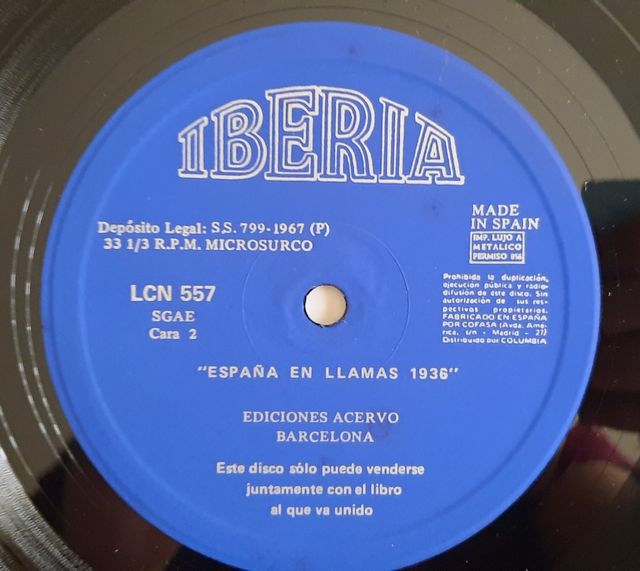 IBERIA
Depósito Legal: S.S. 799-1967 (P)
33 1/3 R.P.M. MICROSURCO
MADE
IN SPAIN
IMP. LUJO A
METALICO
PERMISO 856
LCN 557
SGAE
Cara 2
Prohibida la duplicación,
ejecución pública y radio-
difusión de este disco. Sin
autorización de sus res-
pectivos propietarios.
FABRICADO EN ESPAÑA
POR COFASA (Avda. Amé-
rica, s/n - Madrid - 27)
Distribuido por COLUMBIA
"ESPAÑA EN LLAMAS 1936"
EDICIONES ACERVO
BARCELONA
Este disco sólo puede venderse
juntamente con el libro
al que va unido